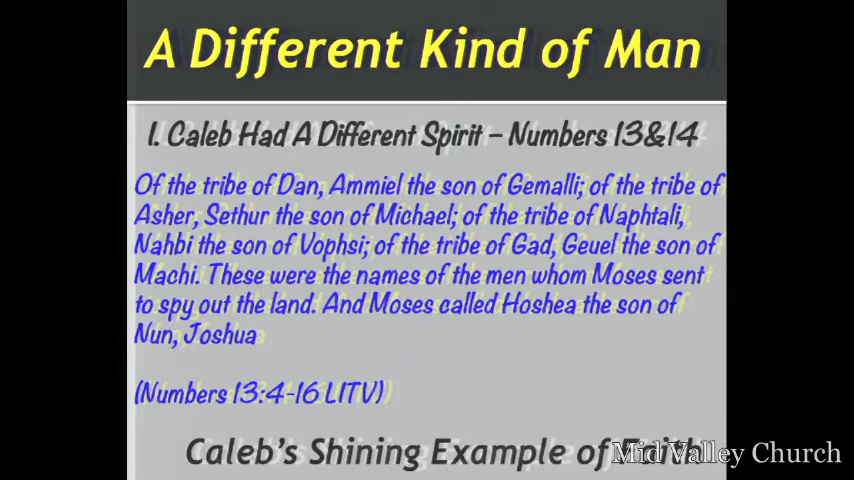 A Different Kind of Man
I. Caleb Had A Different Spirit – Numbers 13&14
Of the tribe of Dan, Ammiel the son of Gemalli; of the tribe of
Asher, Sethur the son of Michael; of the tribe of Naphtali,
Nahbi the son of Vophsi; of the tribe of Gad, Geuel the son of
Machi. These were the names of the men whom Moses sent
to spy out the land. And Moses called Hoshea the son of
Nun, Joshua
(Numbers 13:4-16 LITV)
Caleb's Shining Example of Faith
Mid Valley Church